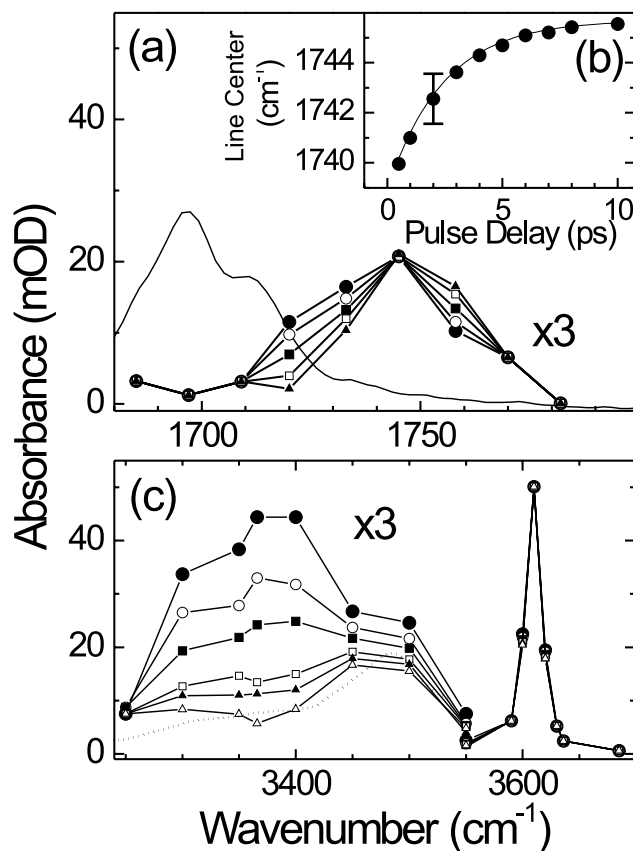 (a)
(b)
Line Center
(cm⁻¹)
1744
1742
1740
0
5
10
Pulse Delay (ps)
40
20
0
x3
1700
1750
Absorbance (mOD)
(c)
x3
40
20
0
3400
3600
Wavenumber (cm⁻¹)